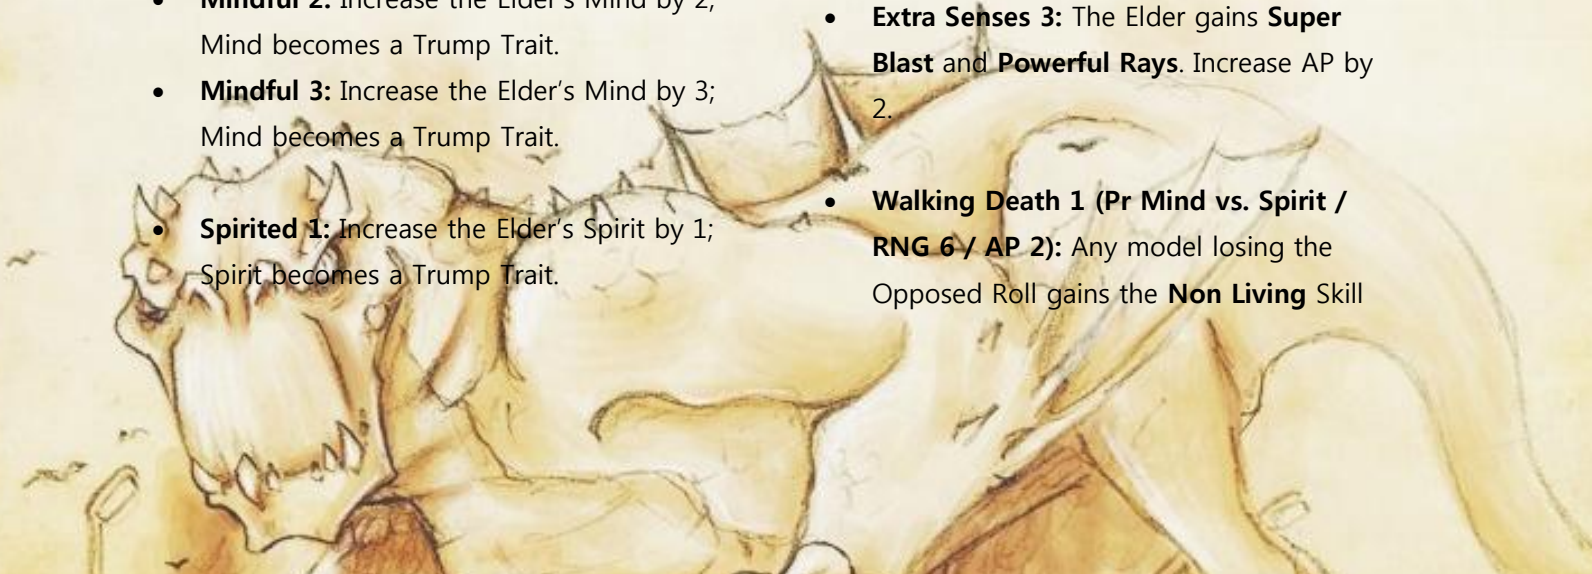 • Mindful 2: Increase the Elder's Mind by 2;
Mind becomes a Trump Trait.
• Mindful 3: Increase the Elder's Mind by 3;
Mind becomes a Trump Trait.
• Spirited 1: Increase the Elder's Spirit by 1;
Spirit becomes a Trump Trait.
• Extra Senses 3: The Elder gains Super
Blast and Powerful Rays. Increase AP by
2.
• Walking Death 1 (Pr Mind vs. Spirit /
RNG 6 / AP 2): Any model losing the
Opposed Roll gains the Non Living Skill